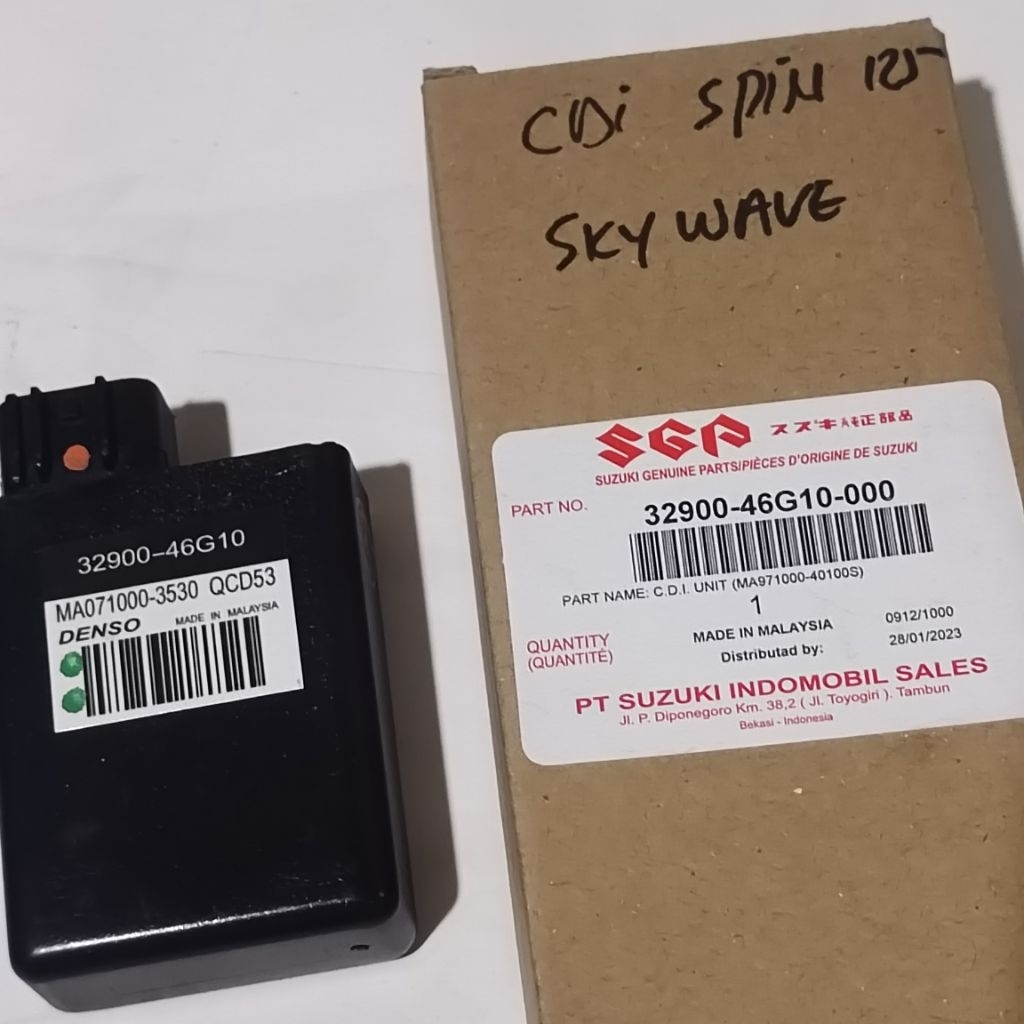 CDi SPiN 125
SKY WAVE
32900-46G10
MA071000-3530 QCD53
DENSO MADE IN MALAYSIA
1
SGP スズキ純正部品
SUZUKI GENUINE PARTS/PIÈCES D'ORIGINE DE SUZUKI
PART NO. 32900-46G10-000
PART NAME: C.D.I. UNIT (MA971000-40100S)
1
QUANTITY
(QUANTITÉ)
MADE IN MALAYSIA 0912/1000
Distributad by: 28/01/2023
PT SUZUKI INDOMOBIL SALES
Jl. P. Diponegoro Km. 38,2 ( Jl. Toyogiri ). Tambun
Bekasi - Indonesia